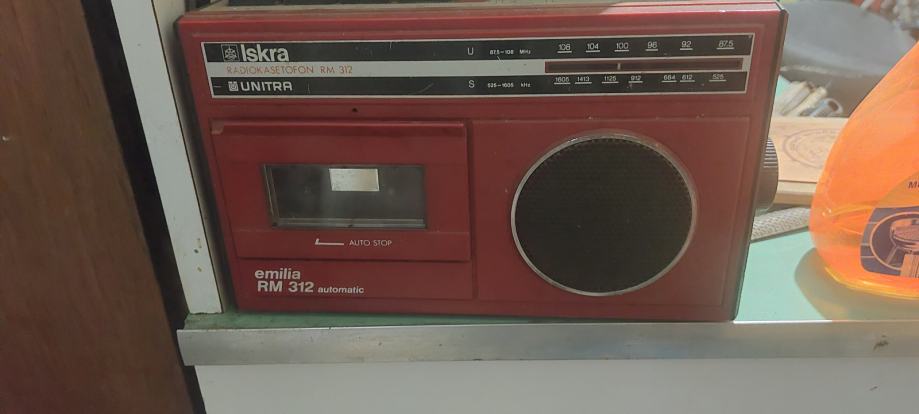 Iskra
RADIOKASETOFON RM 312
UNITRA
U 87.5-108 MHz
108 104 100 96 92 87.5
S 525-1605 kHz
1605 1413 1125 912 684 612 525
AUTO STOP
emilia
RM 312 automatic